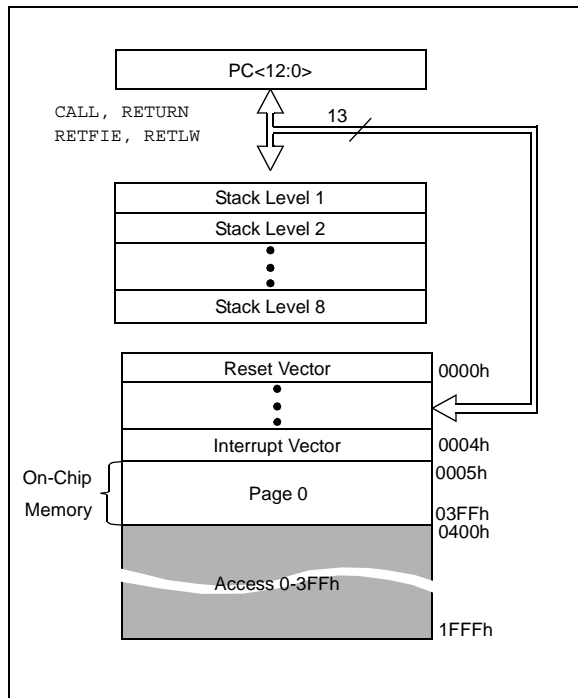 PC<12:0>
CALL, RETURN
RETFIE, RETLW
13
Stack Level 1
Stack Level 2
Stack Level 8
Reset Vector
0000h
Interrupt Vector
0004h
0005h
On-Chip
Memory
Page 0
03FFh
0400h
Access 0-3FFh
1FFFh